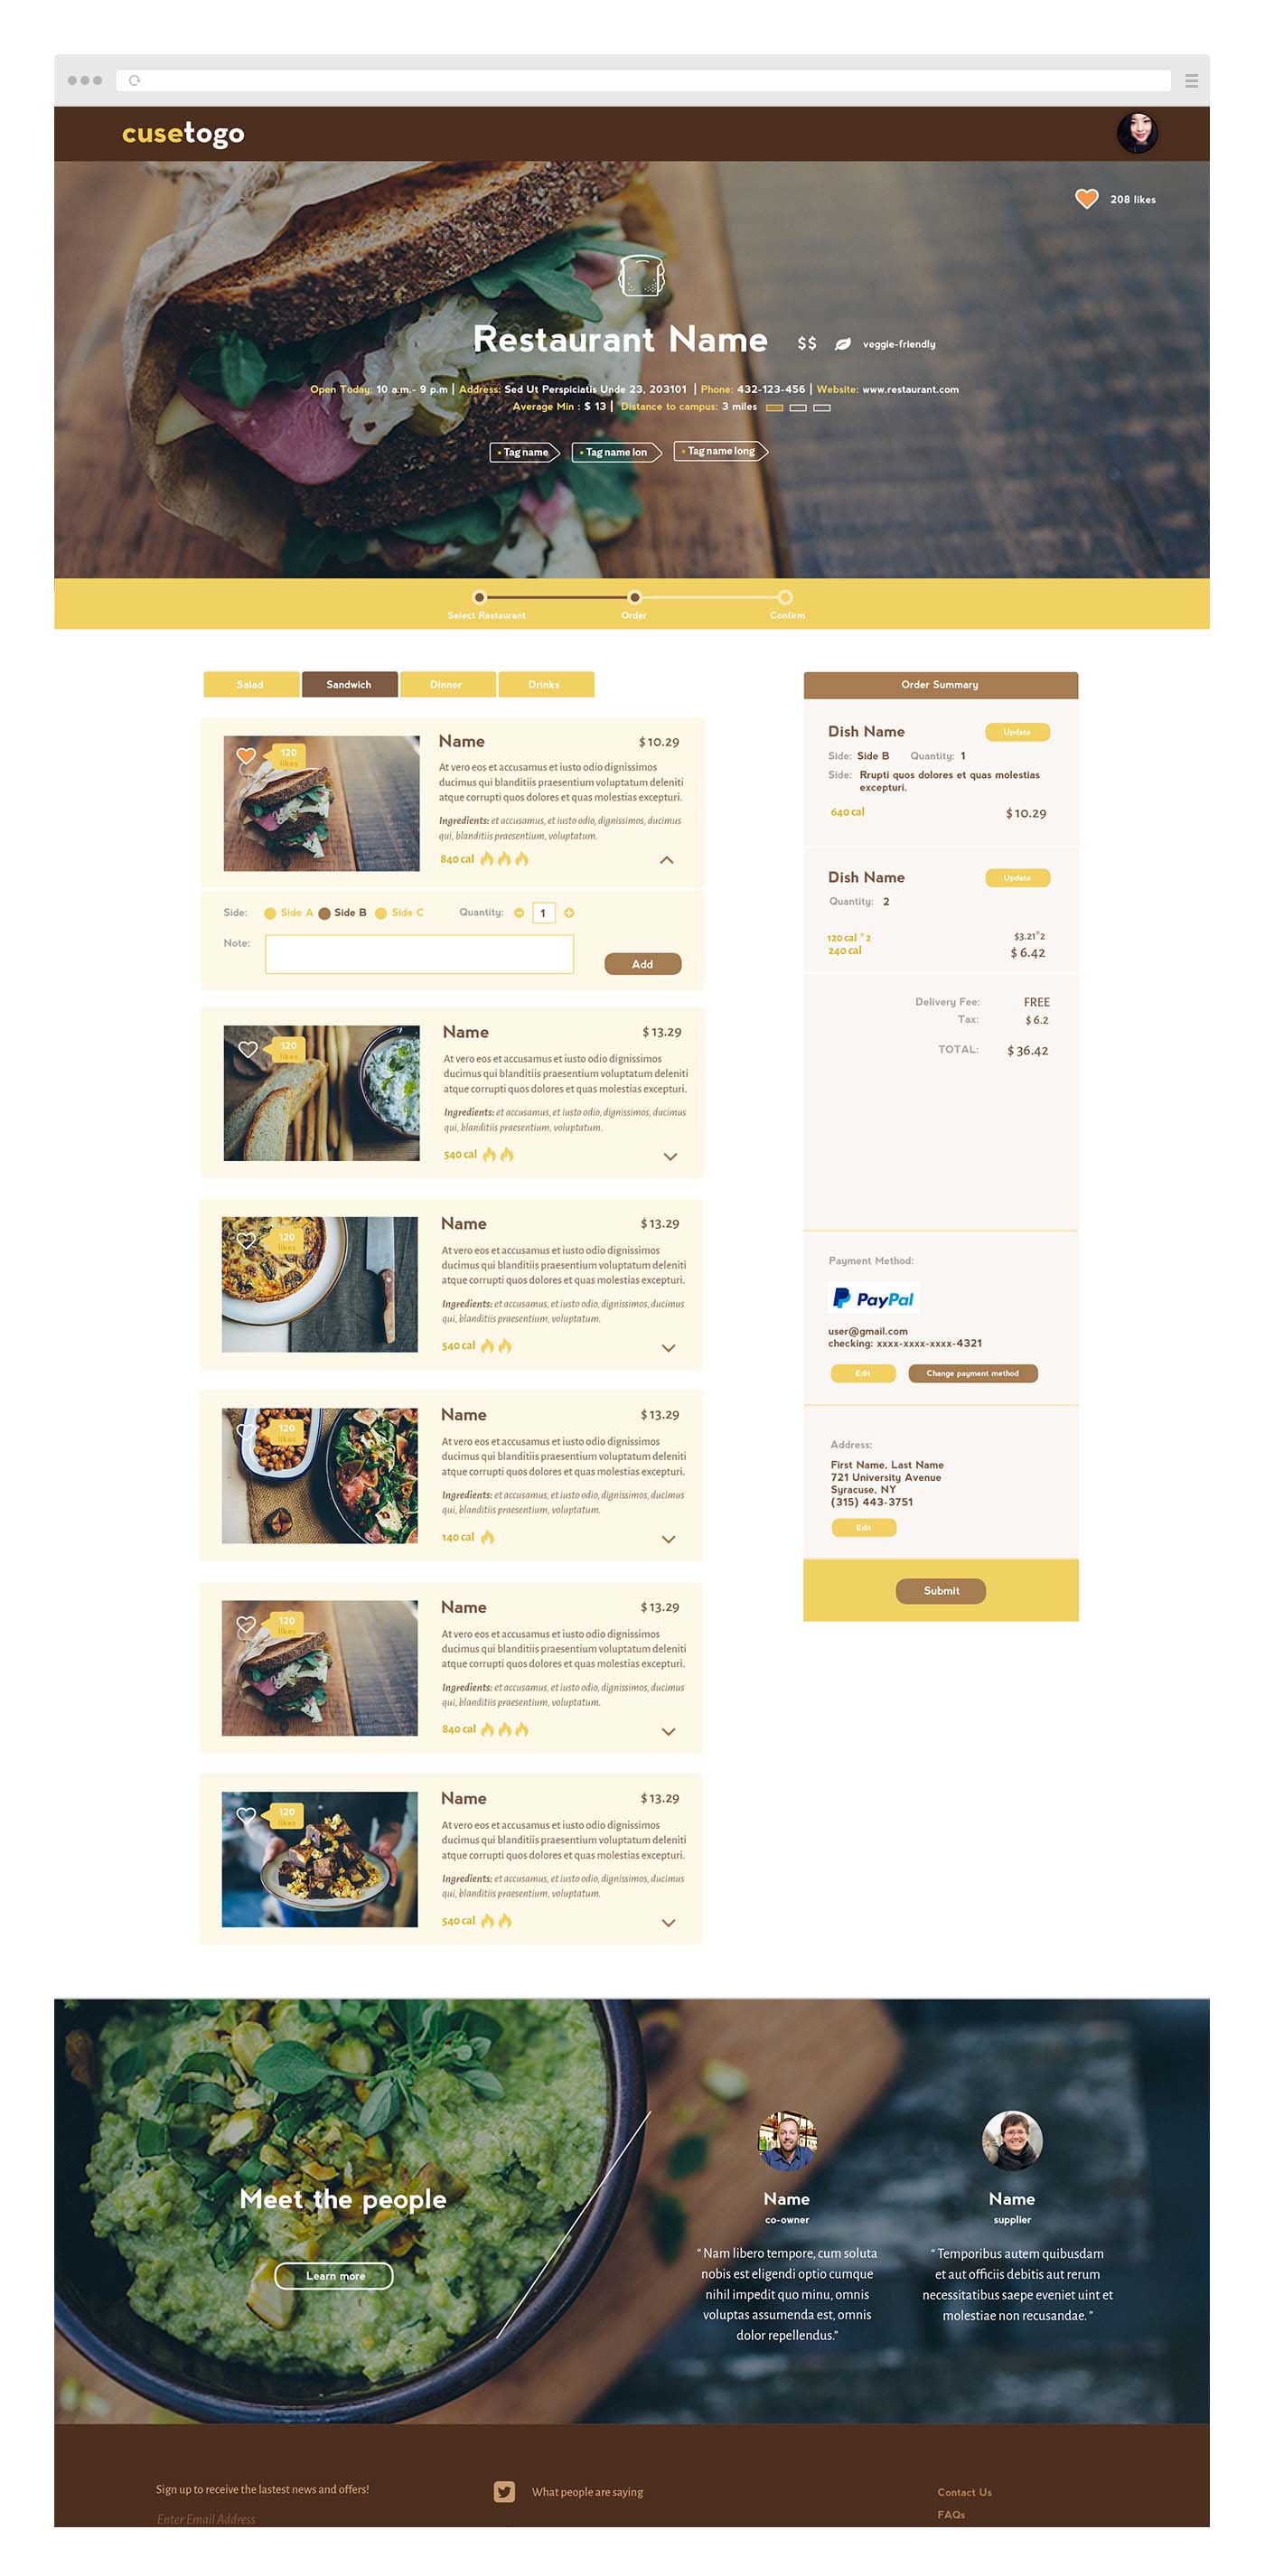 cusetogo
208 likes
Restaurant Name $$ veggie-friendly
Open Today: 10 a.m.- 9 p.m | Address: Sed Ut Perspiciatis Unde 23, 203101 | Phone: 432-123-456 | Website: www.restaurant.com
Average Min : $ 13 | Distance to campus: 3 miles
• Tag name • Tag name lon • Tag name long
Select Restaurant Order Confirm
Salad Sandwich Dinner Drinks
120
likes
Name $ 10.29
At vero eos et accusamus et iusto odio dignissimos
ducimus qui blanditiis praesentium voluptatum deleniti
atque corrupti quos dolores et quas molestias excepturi.
Ingredients: et accusamus, et iusto odio, dignissimos, ducimus
qui, blanditiis praesentium, voluptatum.
840 cal
Side: Side A Side B Side C Quantity: 1
Note:
Add
120
likes
Name $ 13.29
At vero eos et accusamus et iusto odio dignissimos
ducimus qui blanditiis praesentium voluptatum deleniti
atque corrupti quos dolores et quas molestias excepturi.
Ingredients: et accusamus, et iusto odio, dignissimos, ducimus
qui, blanditiis praesentium, voluptatum.
540 cal
120
likes
Name $ 13.29
At vero eos et accusamus et iusto odio dignissimos
ducimus qui blanditiis praesentium voluptatum deleniti
atque corrupti quos dolores et quas molestias excepturi.
Ingredients: et accusamus, et iusto odio, dignissimos, ducimus
qui, blanditiis praesentium, voluptatum.
540 cal
120
likes
Name $ 13.29
At vero eos et accusamus et iusto odio dignissimos
ducimus qui blanditiis praesentium voluptatum deleniti
atque corrupti quos dolores et quas molestias excepturi.
Ingredients: et accusamus, et iusto odio, dignissimos, ducimus
qui, blanditiis praesentium, voluptatum.
140 cal
120
likes
Name $ 13.29
At vero eos et accusamus et iusto odio dignissimos
ducimus qui blanditiis praesentium voluptatum deleniti
atque corrupti quos dolores et quas molestias excepturi.
Ingredients: et accusamus, et iusto odio, dignissimos, ducimus
qui, blanditiis praesentium, voluptatum.
840 cal
120
likes
Name $ 13.29
At vero eos et accusamus et iusto odio dignissimos
ducimus qui blanditiis praesentium voluptatum deleniti
atque corrupti quos dolores et quas molestias excepturi.
Ingredients: et accusamus, et iusto odio, dignissimos, ducimus
qui, blanditiis praesentium, voluptatum.
540 cal
Order Summary
Dish Name Update
Side: Side B Quantity: 1
Side: Rrupti quos dolores et quas molestias
excepturi.
640 cal $ 10.29
Dish Name Update
Quantity: 2
120 cal * 2 $3.21*2
240 cal $ 6.42
Delivery Fee: FREE
Tax: $ 6.2
TOTAL: $ 36.42
Payment Method:
PayPal
user@gmail.com
checking: xxxx-xxxx-xxxx-4321
Edit Change payment method
Address:
First Name, Last Name
721 University Avenue
Syracuse, NY
(315) 443-3751
Edit
Submit
Meet the people
Learn more
Name
co-owner
“ Nam libero tempore, cum soluta
nobis est eligendi optio cumque
nihil impedit quo minu, omnis
voluptas assumenda est, omnis
dolor repellendus.”
Name
supplier
“ Temporibus autem quibusdam
et aut officiis debitis aut rerum
necessitatibus saepe eveniet uint et
molestiae non recusandae. ”
Sign up to receive the lastest news and offers!
Enter Email Address
What people are saying
Contact Us
FAQs